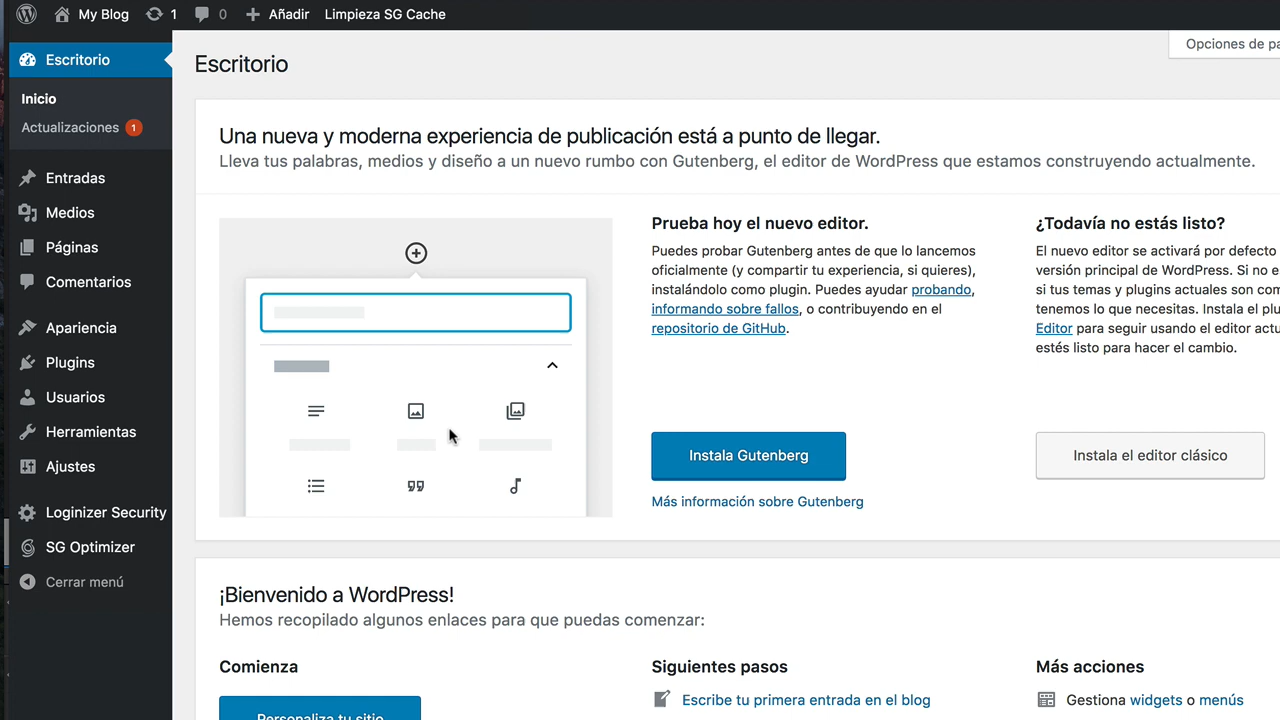 My Blog 1 0 Añadir Limpieza SG Cache
Opciones de pa
Escritorio
Inicio
Actualizaciones 1
Entradas
Medios
Páginas
Comentarios
Apariencia
Plugins
Usuarios
Herramientas
Ajustes
Loginizer Security
SG Optimizer
Cerrar menú
Escritorio
Una nueva y moderna experiencia de publicación está a punto de llegar.
Lleva tus palabras, medios y diseño a un nuevo rumbo con Gutenberg, el editor de WordPress que estamos construyendo actualmente.
Prueba hoy el nuevo editor.
Puedes probar Gutenberg antes de que lo lancemos
oficialmente (y compartir tu experiencia, si quieres),
instalándolo como plugin. Puedes ayudar probando,
informando sobre fallos, o contribuyendo en el
repositorio de GitHub.
Instala Gutenberg
Más información sobre Gutenberg
¿Todavía no estás listo?
El nuevo editor se activará por defecto
versión principal de WordPress. Si no e
si tus temas y plugins actuales son com
tenemos lo que necesitas. Instala el plu
Editor para seguir usando el editor actu
estés listo para hacer el cambio.
Instala el editor clásico
¡Bienvenido a WordPress!
Hemos recopilado algunos enlaces para que puedas comenzar:
Comienza
Personaliza tu sitio
Siguientes pasos
Escribe tu primera entrada en el blog
Más acciones
Gestiona widgets o menús